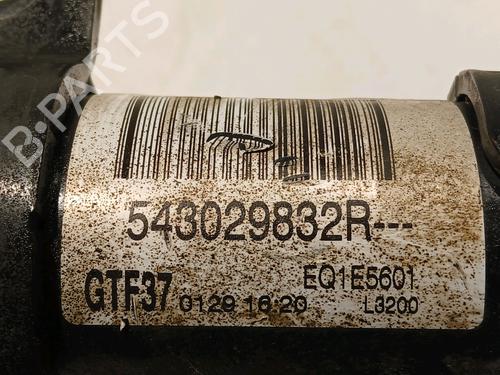 B-PARTS
543029832R---
GTF37 0129 16 20 EQ1E5601
L3200